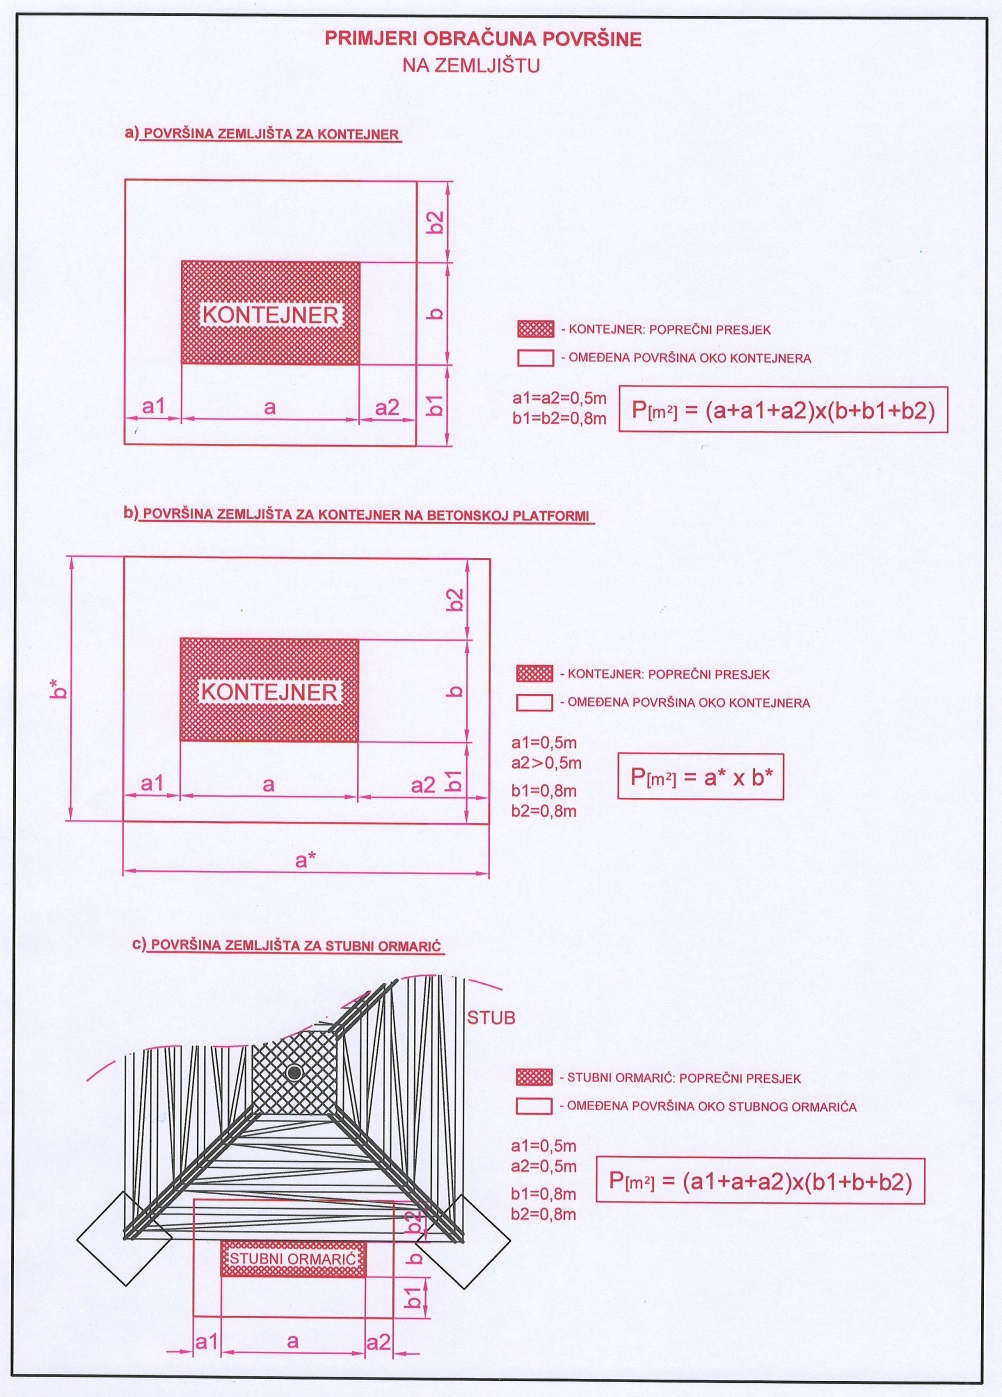 PRIMJERI OBRAČUNA POVRŠINE
NA ZEMLJIŠTU
a) POVRŠINA ZEMLJIŠTA ZA KONTEJNER
b2
KONTEJNER
b
a1
a
a2
b1
- KONTEJNER: POPREČNI PRESJEK
- OMEĐENA POVRŠINA OKO KONTEJNERA
a1=a2=0,5m
b1=b2=0,8m
P[m²] = (a+a1+a2)x(b+b1+b2)
b) POVRŠINA ZEMLJIŠTA ZA KONTEJNER NA BETONSKOJ PLATFORMI
b2
b*
KONTEJNER
b
a1
a
a2
b1
a*
- KONTEJNER: POPREČNI PRESJEK
- OMEĐENA POVRŠINA OKO KONTEJNERA
a1=0,5m
a2>0,5m
b1=0,8m
b2=0,8m
P[m²] = a* x b*
c) POVRŠINA ZEMLJIŠTA ZA STUBNI ORMARIĆ
STUB
b2
STUBNI ORMARIĆ
b
b1
a1
a
a2
- STUBNI ORMARIĆ: POPREČNI PRESJEK
- OMEĐENA POVRŠINA OKO STUBNOG ORMARIĆA
a1=0,5m
a2=0,5m
b1=0,8m
b2=0,8m
P[m²] = (a1+a+a2)x(b1+b+b2)